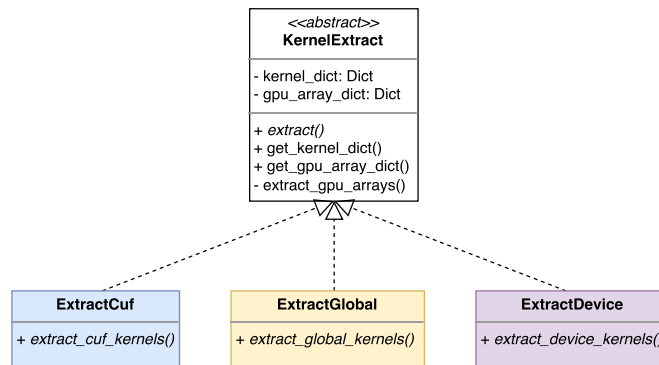 <<abstract>>
KernelExtract
- kernel_dict: Dict
- gpu_array_dict: Dict
+ extract()
+ get_kernel_dict()
+ get_gpu_array_dict()
- extract_gpu_arrays()
ExtractCuf
+ extract_cuf_kernels()
ExtractGlobal
+ extract_global_kernels()
ExtractDevice
+ extract_device_kernels()